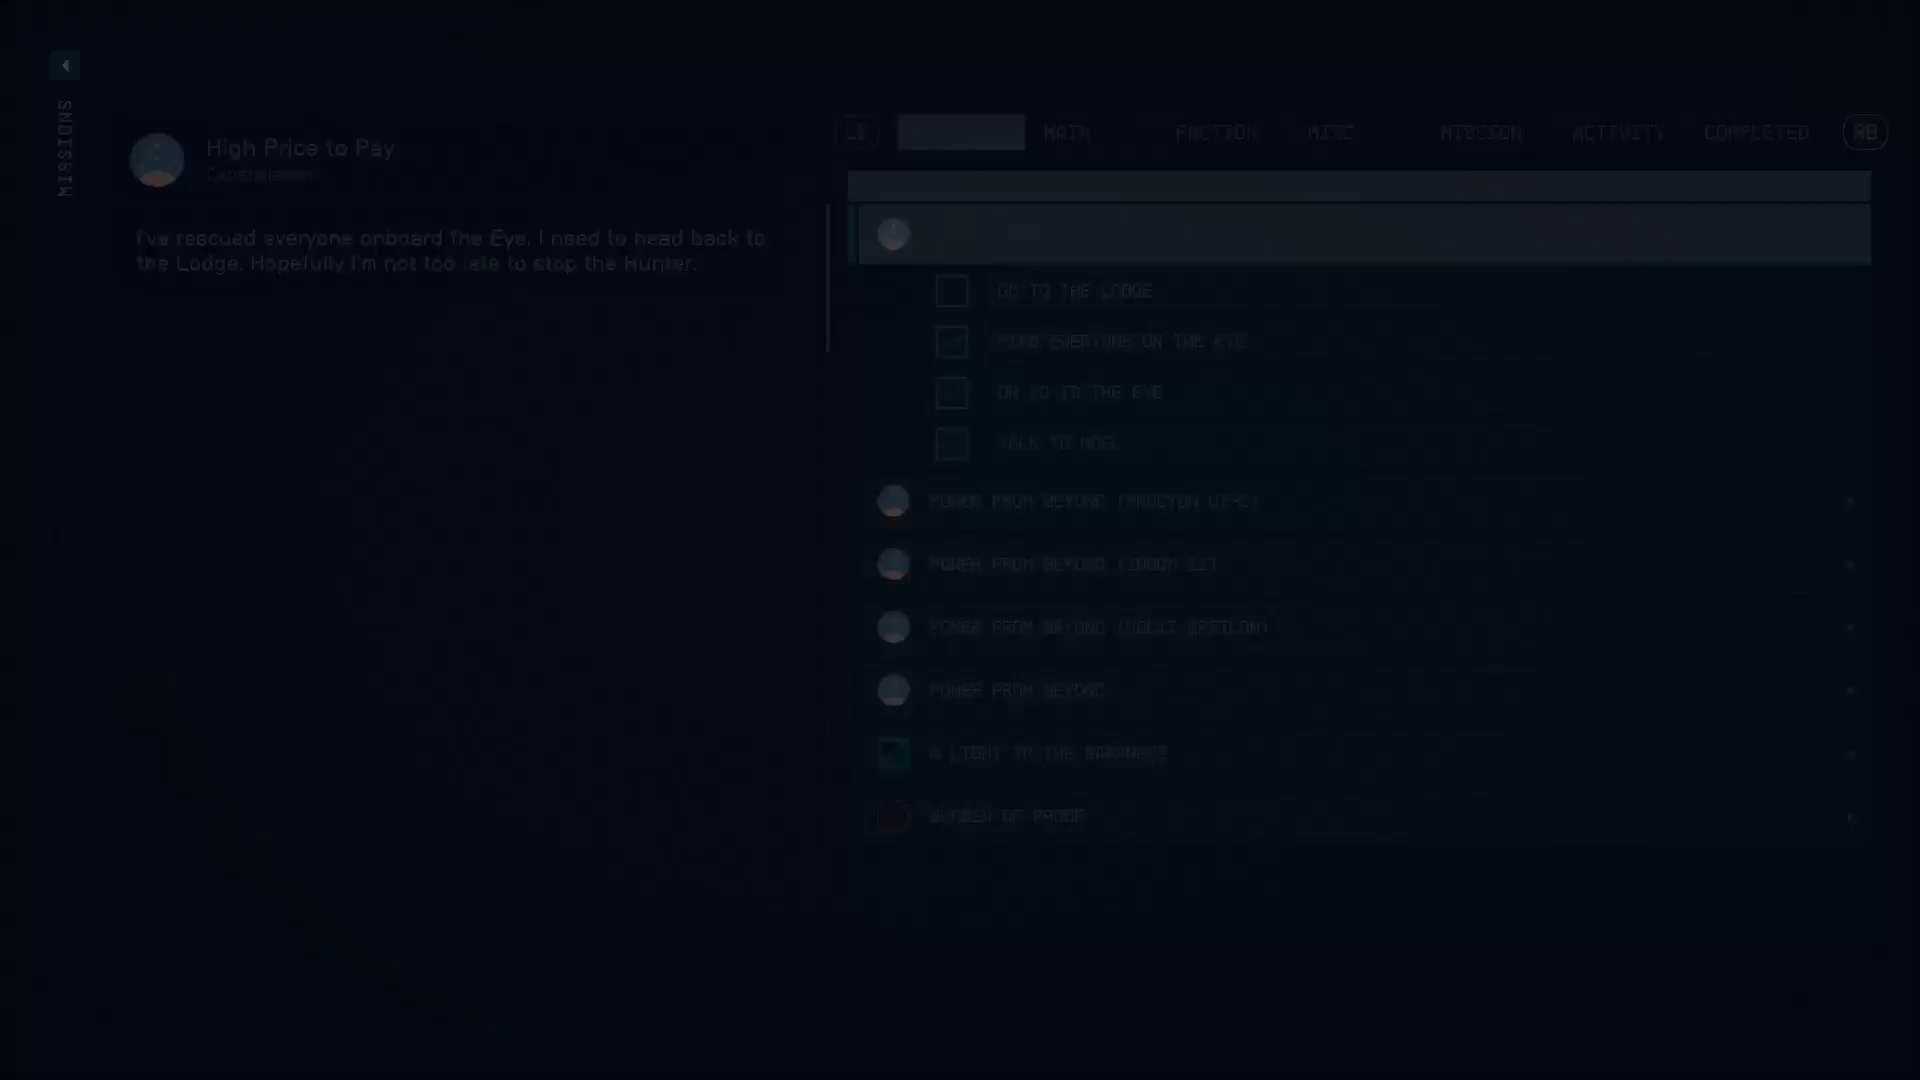 MISSIONS
High Price to Pay
Constellation
I've rescued everyone onboard the Eye. I need to head back to
the Lodge. Hopefully I'm not too late to stop the Hunter.
LB
MAIN
FACTION
MISC
MISSION
ACTIVITY
COMPLETED
RB
GO TO THE LODGE
FIND EVERYONE ON THE EYE
OR GO TO THE EYE
TALK TO NOEL
POWER FROM BEYOND
POWER FROM BEYOND
POWER FROM BEYOND
POWER FROM BEYOND
A LIGHT IN THE DARKNESS
BURDEN OF PROOF